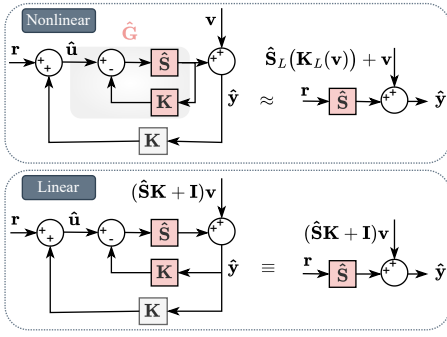 Nonlinear
Ĝ
v
r
û
+
+
+
-
Ŝ
+
+
Ŝ_L(K_L(v)) + v
K
ŷ
≈
r
Ŝ
+
+
ŷ
K
Linear
(ŜK + I)v
r
û
+
+
+
-
Ŝ
+
+
(ŜK + I)v
K
ŷ
≡
r
Ŝ
+
+
ŷ
K